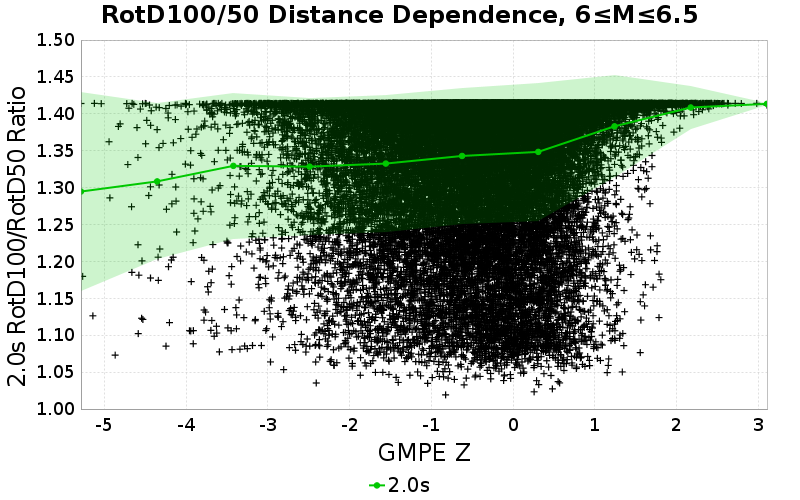 RotD100/50 Distance Dependence, 6≤M≤6.5
2.0s RotD100/RotD50 Ratio
1.50
1.45
1.40
1.35
1.30
1.25
1.20
1.15
1.10
1.05
1.00
-5 -4 -3 -2 -1 0 1 2 3
GMPE Z
2.0s